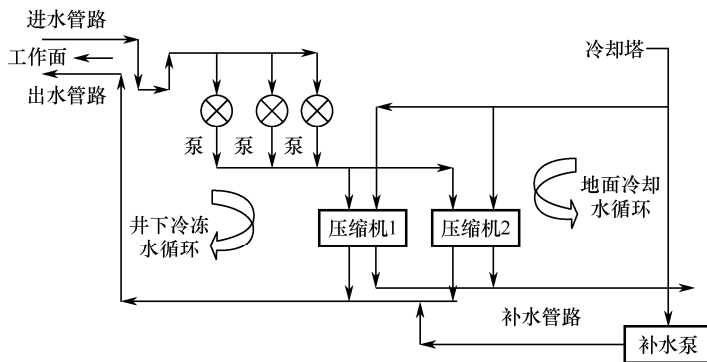 进水管路
工作面
出水管路
冷却塔
泵
泵
泵
井下冷冻
水循环
地面冷却
水循环
压缩机1
压缩机2
补水管路
补水泵